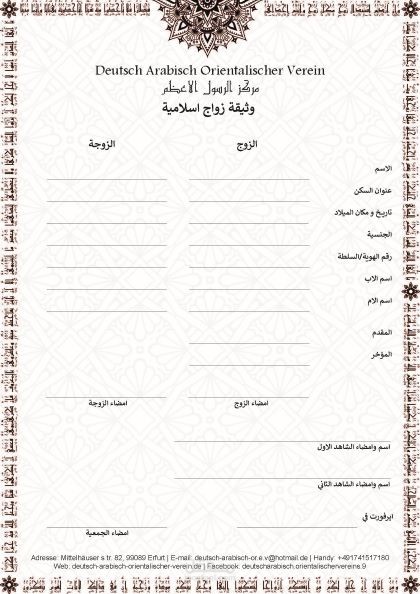 Deutsch Arabisch Orientalischer Verein
مركز الرسول الاعظم
وثيقة زواج اسلامية
الزوج الزوجة
الاسم
عنوان السكن
تاريخ و مكان الميلاد
الجنسية
رقم الهوية/السلطة
اسم الاب
اسم الام
المقدم
المؤخر
امضاء الزوج امضاء الزوجة
اسم وامضاء الشاهد الاول
اسم وامضاء الشاهد الثاني
ايرفورت في
امضاء الجمعية
Adresse: Mittelhäuser s tr. 82, 99089 Erfurt | E-mail: deutsch-arabisch-or.e.v@hotmail.de | Handy: +491741517180
Web: deutsch-arabisch-orientalischer-verein.de | Facebook: deutscharabisch.orientalischervereins.9